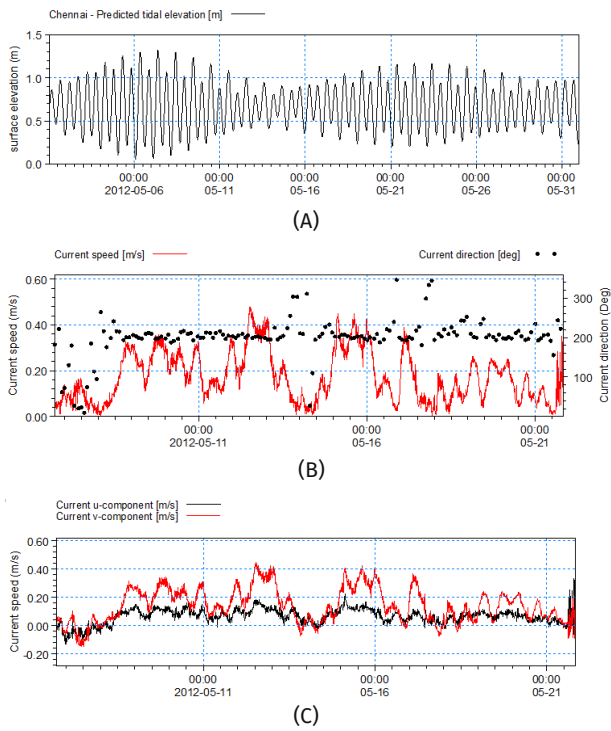 Chennai - Predicted tidal elevation [m]
surface elevation (m)
1.5
1.0
0.5
0.0
00:00 00:00 00:00 00:00 00:00 00:00
2012-05-06 05-11 05-16 05-21 05-26 05-31
(A)
Current speed [m/s] Current direction [deg]
Current speed (m/s)
0.60
0.40
0.20
0.00
300
200
100
Current direction (Deg)
00:00 00:00 00:00
2012-05-11 05-16 05-21
(B)
Current u-component [m/s]
Current v-component [m/s]
Current speed (m/s)
0.60
0.40
0.20
0.00
-0.20
00:00 00:00 00:00
2012-05-11 05-16 05-21
(C)